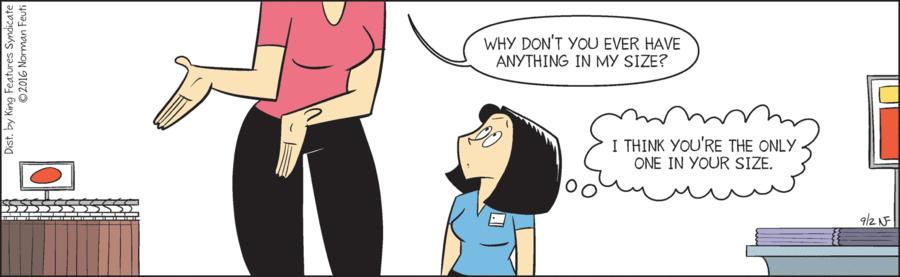 Dist. by King Features Syndicate
©2016 Norman Feuti
WHY DON'T YOU EVER HAVE
ANYTHING IN MY SIZE?
I THINK YOU'RE THE ONLY
ONE IN YOUR SIZE.
9/2 NF